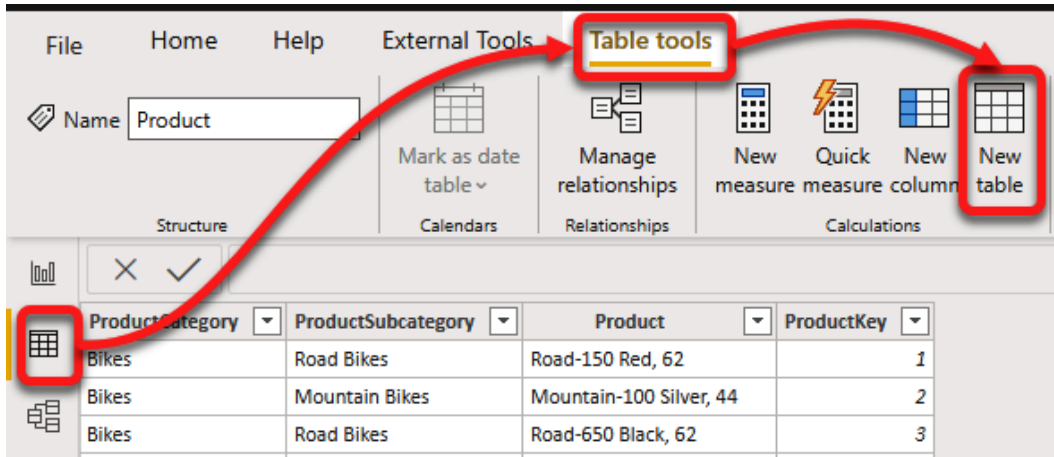 File Home Help External Tools Table tools
Name Product
Mark as date
table
Manage
relationships
New
measure
Quick
measure
New
column
New
table
Structure Calendars Relationships Calculations
ProductCategory ProductSubcategory Product ProductKey
Bikes Road Bikes Road-150 Red, 62 1
Bikes Mountain Bikes Mountain-100 Silver, 44 2
Bikes Road Bikes Road-650 Black, 62 3